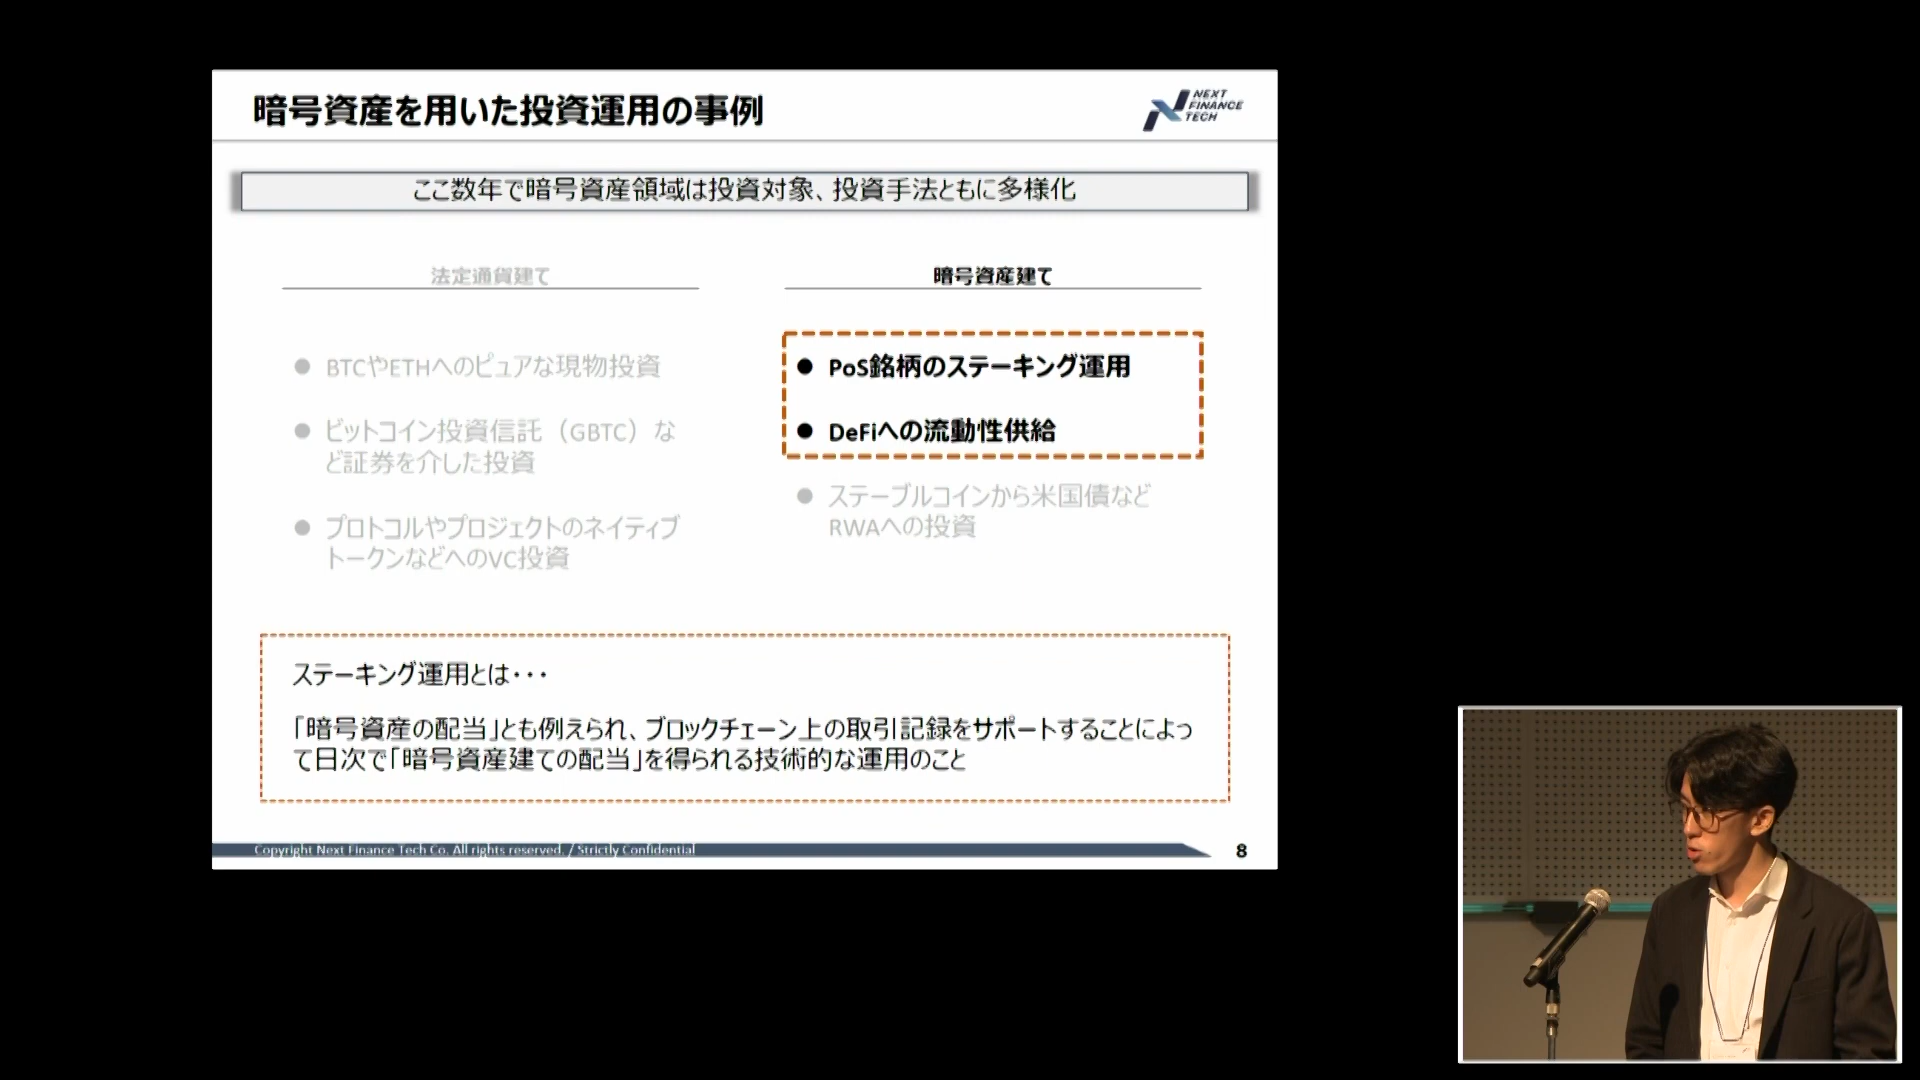 暗号資産を用いた投資運用の事例
NEXT
FINANCE
TECH
ここ数年で暗号資産領域は投資対象、投資手法ともに多様化
法定通貨建て
● BTCやETHへのピュアな現物投資
● ビットコイン投資信託（GBTC）な
ど証券を介した投資
● プロトコルやプロジェクトのネイティブ
トークンなどへのVC投資
暗号資産建て
● PoS銘柄のステーキング運用
● DeFiへの流動性供給
● ステーブルコインから米国債など
RWAへの投資
ステーキング運用とは・・・
「暗号資産の配当」とも例えられ、ブロックチェーン上の取引記録をサポートすることによっ
て日次で「暗号資産建ての配当」を得られる技術的な運用のこと
Copyright Next Finance Tech Co. All rights reserved. / Strictly Confidential
8